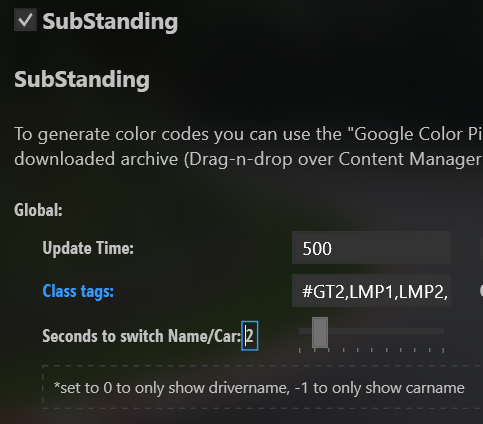 SubStanding
SubStanding
To generate color codes you can use the "Google Color Pi
downloaded archive (Drag-n-drop over Content Manager
Global:
Update Time: 500
Class tags: #GT2,LMP1,LMP2,
Seconds to switch Name/Car: 2
*set to 0 to only show drivername, -1 to only show carname